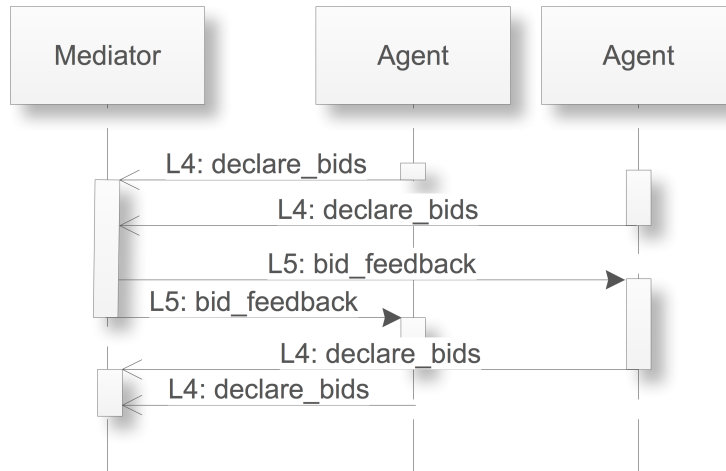 Mediator
Agent
Agent
L4: declare_bids
L4: declare_bids
L5: bid_feedback
L5: bid_feedback
L4: declare_bids
L4: declare_bids